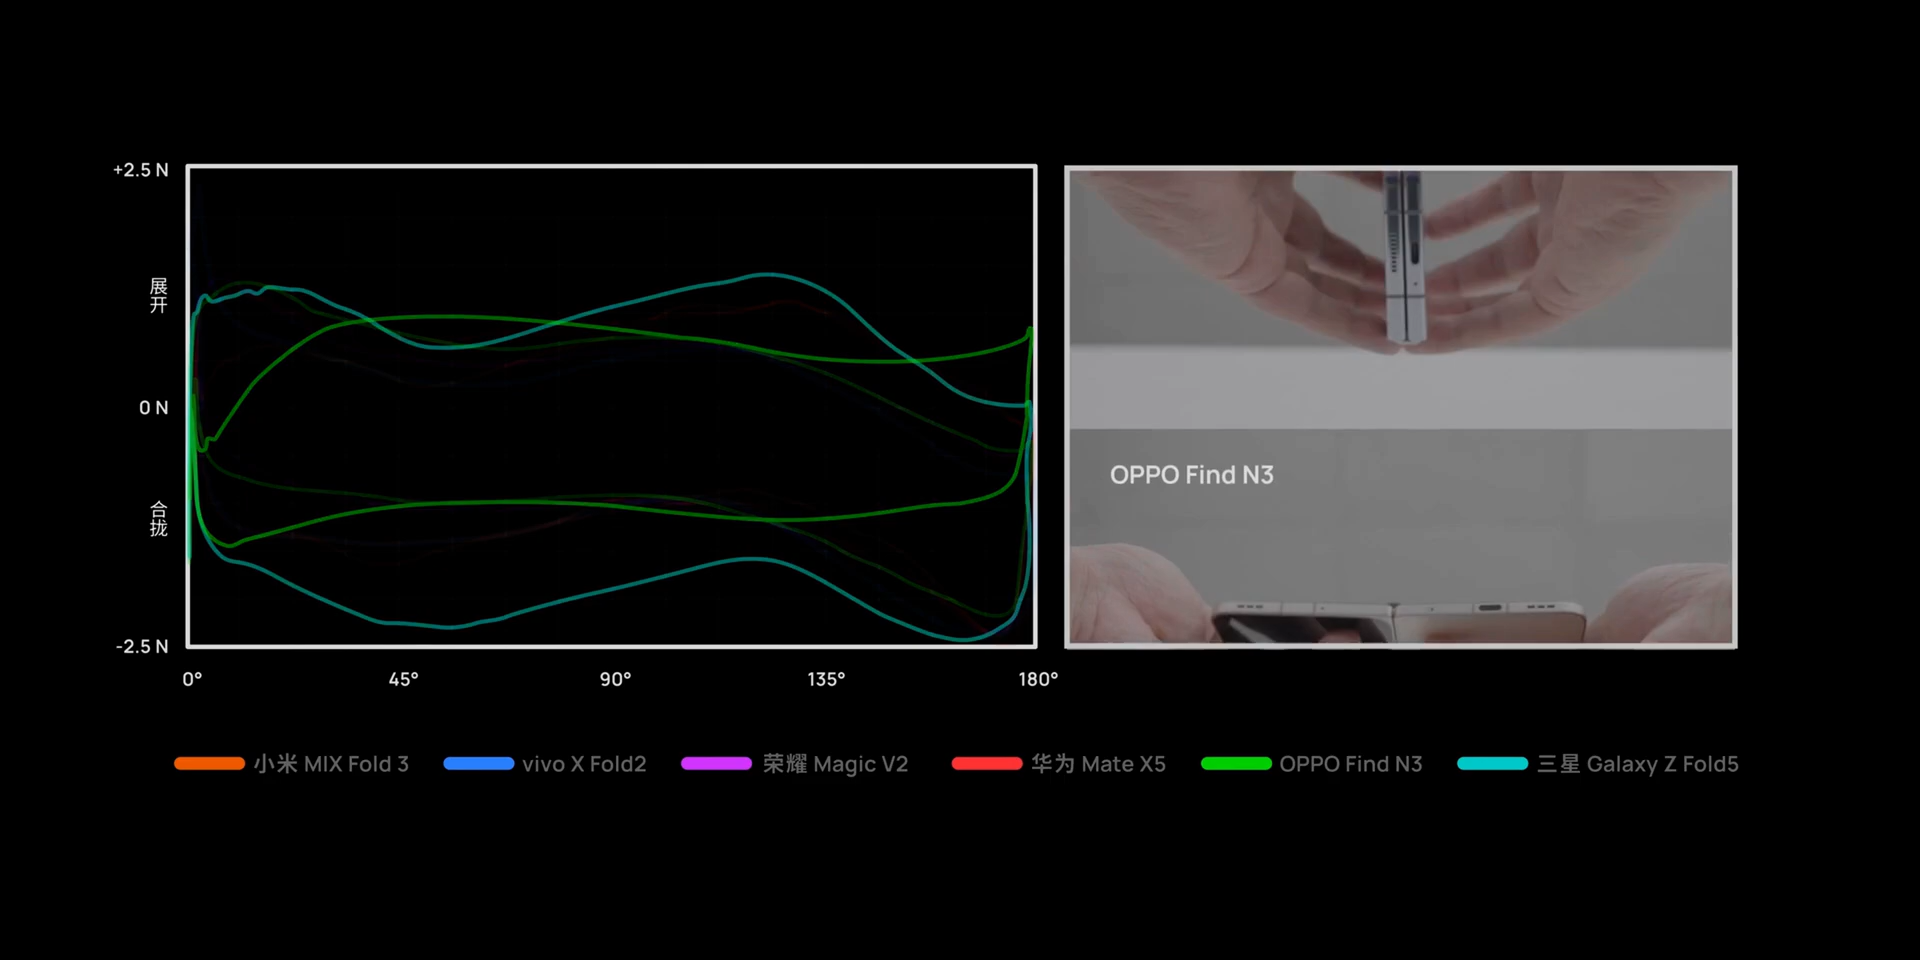 +2.5 N
展开
0 N
合拢
-2.5 N
0°
45°
90°
135°
180°
OPPO Find N3
小米 MIX Fold 3
vivo X Fold2
荣耀 Magic V2
华为 Mate X5
OPPO Find N3
三星 Galaxy Z Fold5